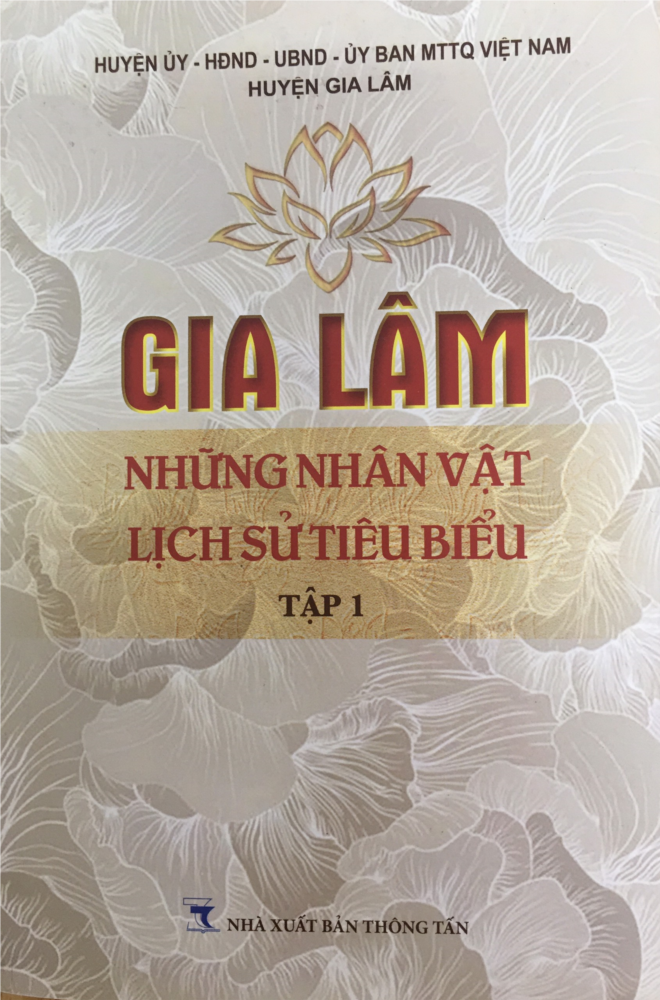 HUYỆN ỦY - HĐND - UBND - ỦY BAN MTTQ VIỆT NAM
HUYỆN GIA LÂM
GIA LÂM
NHỮNG NHÂN VẬT
LỊCH SỬ TIÊU BIỂU
TẬP 1
NHÀ XUẤT BẢN THÔNG TẤN